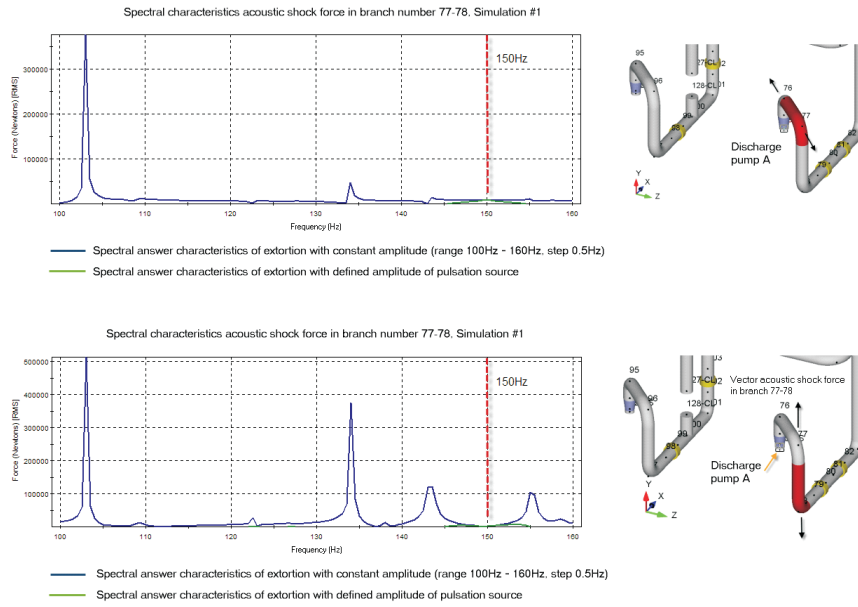 Spectral characteristics acoustic shock force in branch number 77-78, Simulation #1
Force (Newtons) [RMS]
300000
200000
100000
150Hz
100 110 120 130 140 150 160
Frequency (Hz)
Spectral answer characteristics of extortion with constant amplitude (range 100Hz - 160Hz, step 0.5Hz)
Spectral answer characteristics of extortion with defined amplitude of pulsation source
95
96
98
99
128-CL
Y
X
Z
76
77
79
80
81
82
Discharge
pump A
Spectral characteristics acoustic shock force in branch number 77-78, Simulation #1
Force (Newtons) [RMS]
500000
400000
300000
200000
100000
150Hz
100 110 120 130 140 150 160
Frequency (Hz)
Spectral answer characteristics of extortion with constant amplitude (range 100Hz - 160Hz, step 0.5Hz)
Spectral answer characteristics of extortion with defined amplitude of pulsation source
95
96
98
99
128-CL
Y
X
Z
Vector acoustic shock force
in branch 77-78
76
77
79
80
81
82
Discharge
pump A